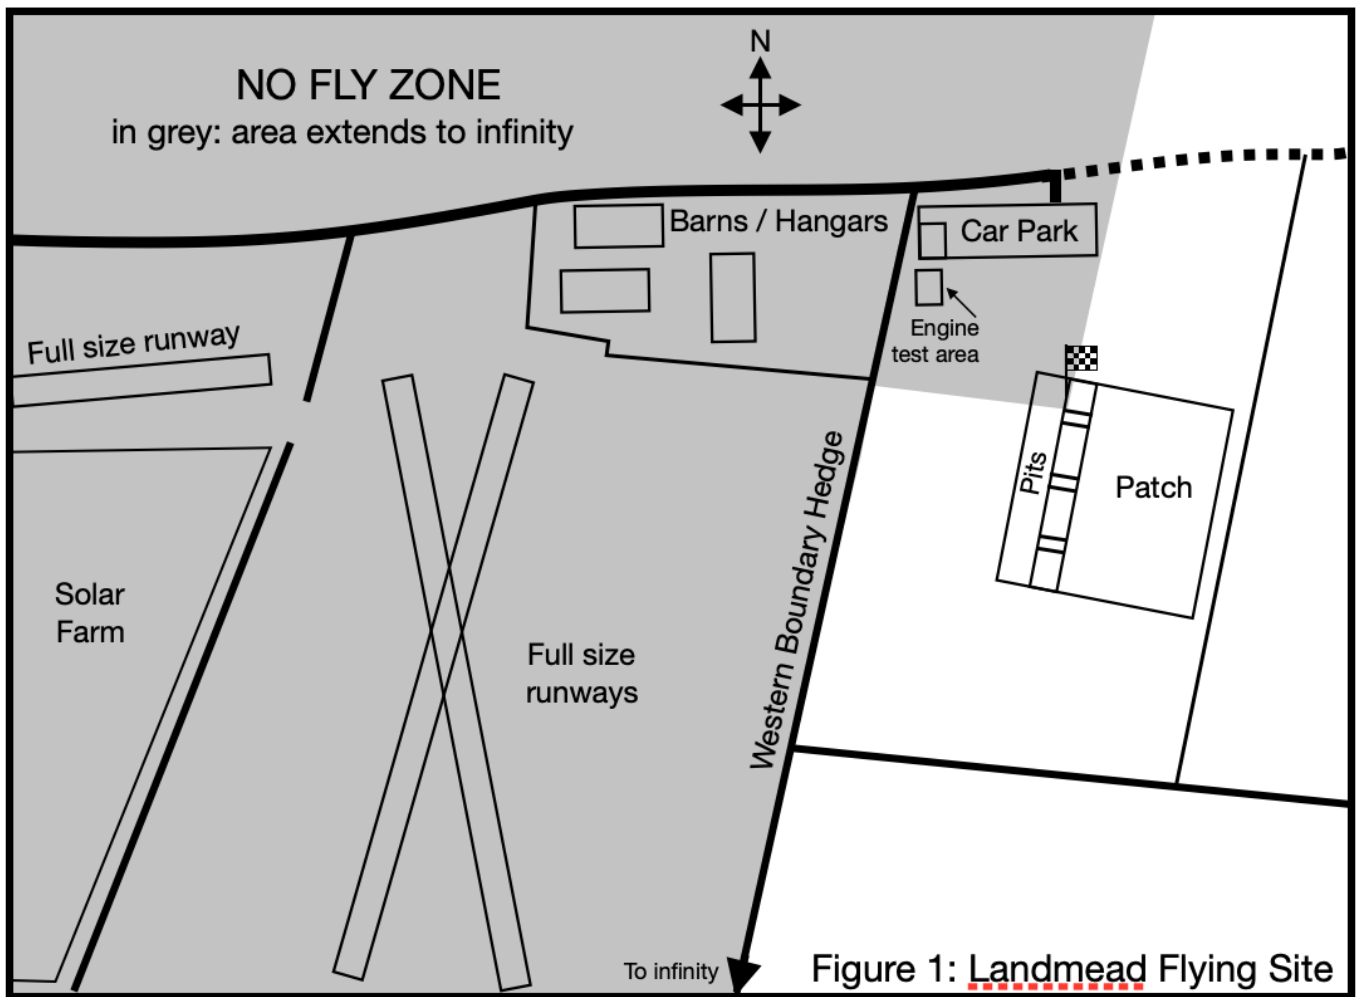 N
NO FLY ZONE
in grey: area extends to infinity
Barns / Hangars
Car Park
Engine
test area
Full size runway
Pits
Patch
Western Boundary Hedge
Solar
Farm
Full size
runways
To infinity
Figure 1: Landmead Flying Site